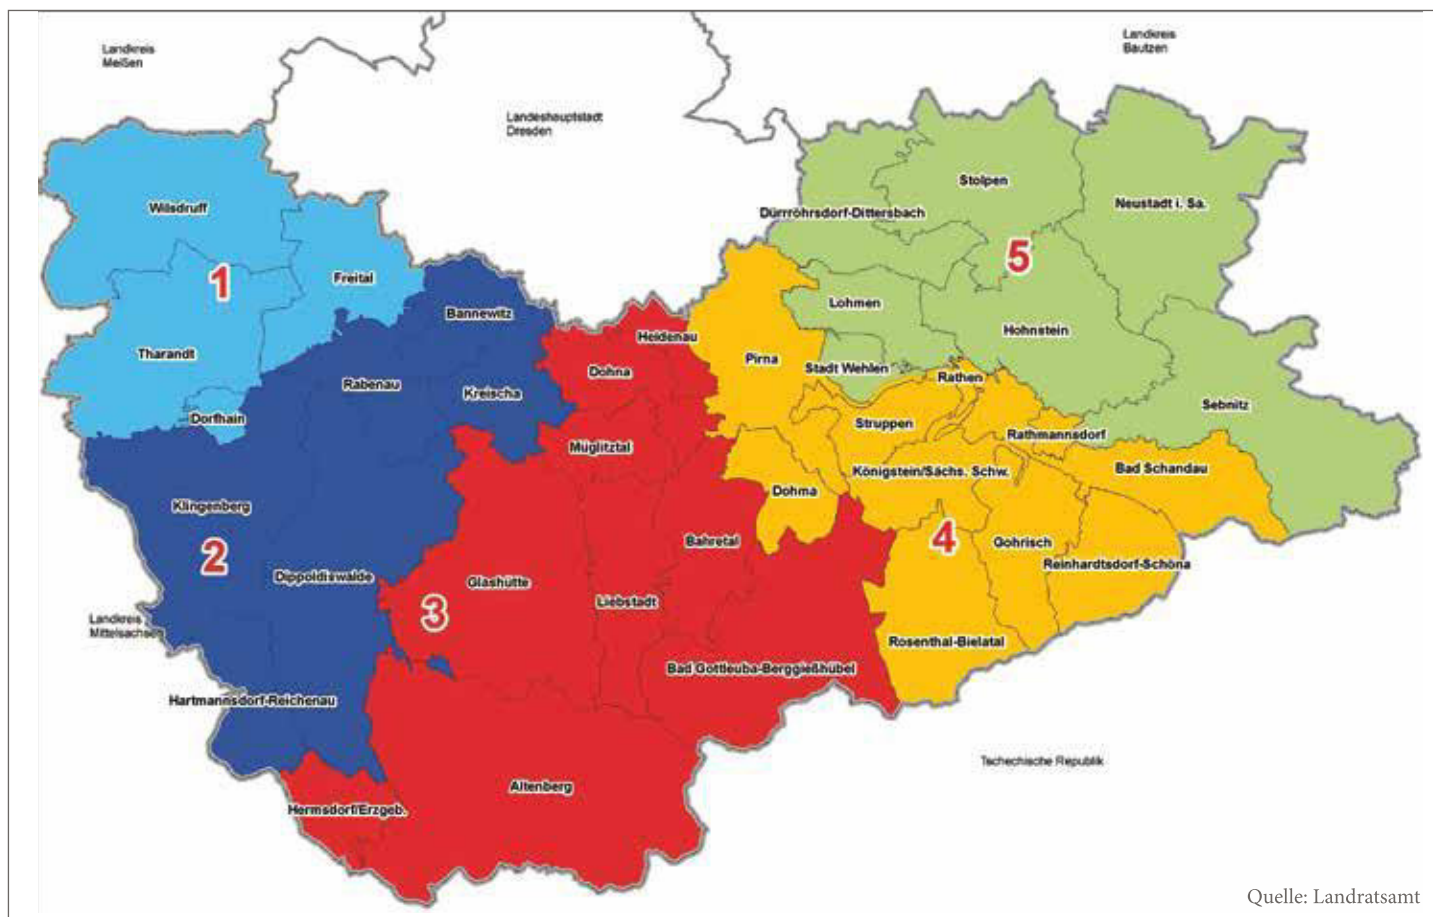 Landkreis
Meißen
Landkreis
Bautzen
Landeshauptstadt
Dresden
Stolpen
Neustadt i. Sa.
Wilsdruff
Dürrröhrsdorf-Dittersbach
5
1
Freital
Lohmen
Bannewitz
Hohnstein
Heidenau
Tharandt
Pirna
Stadt Wehlen
Dohna
Rathen
Rabenau
Kreischa
Sebnitz
Dorfhain
Struppen
Rathmannsdorf
Müglitztal
Königstein/Sächs. Schw.
Bad Schandau
Dohma
Klingenberg
4
Bahretal
Gohrisch
2
Reinhardtsdorf-Schöna
Dippoldiswalde
Glashütte
3
Liebstadt
Landkreis
Mittelsachsen
Rosenthal-Bielatal
Bad Gottleuba-Berggießhübel
Hartmannsdorf-Reichenau
Tschechische Republik
Altenberg
Hermsdorf/Erzgeb.
Quelle: Landratsamt